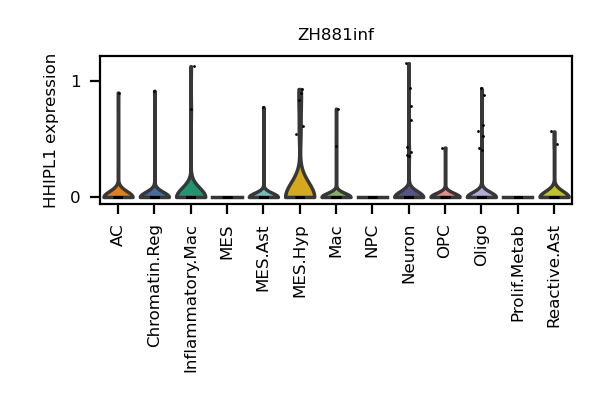 ZH881inf
HHIPL1 expression
1
0
AC
Chromatin.Reg
Inflammatory.Mac
MES
MES.Ast
MES.Hyp
Mac
NPC
Neuron
OPC
Oligo
Prolif.Metab
Reactive.Ast